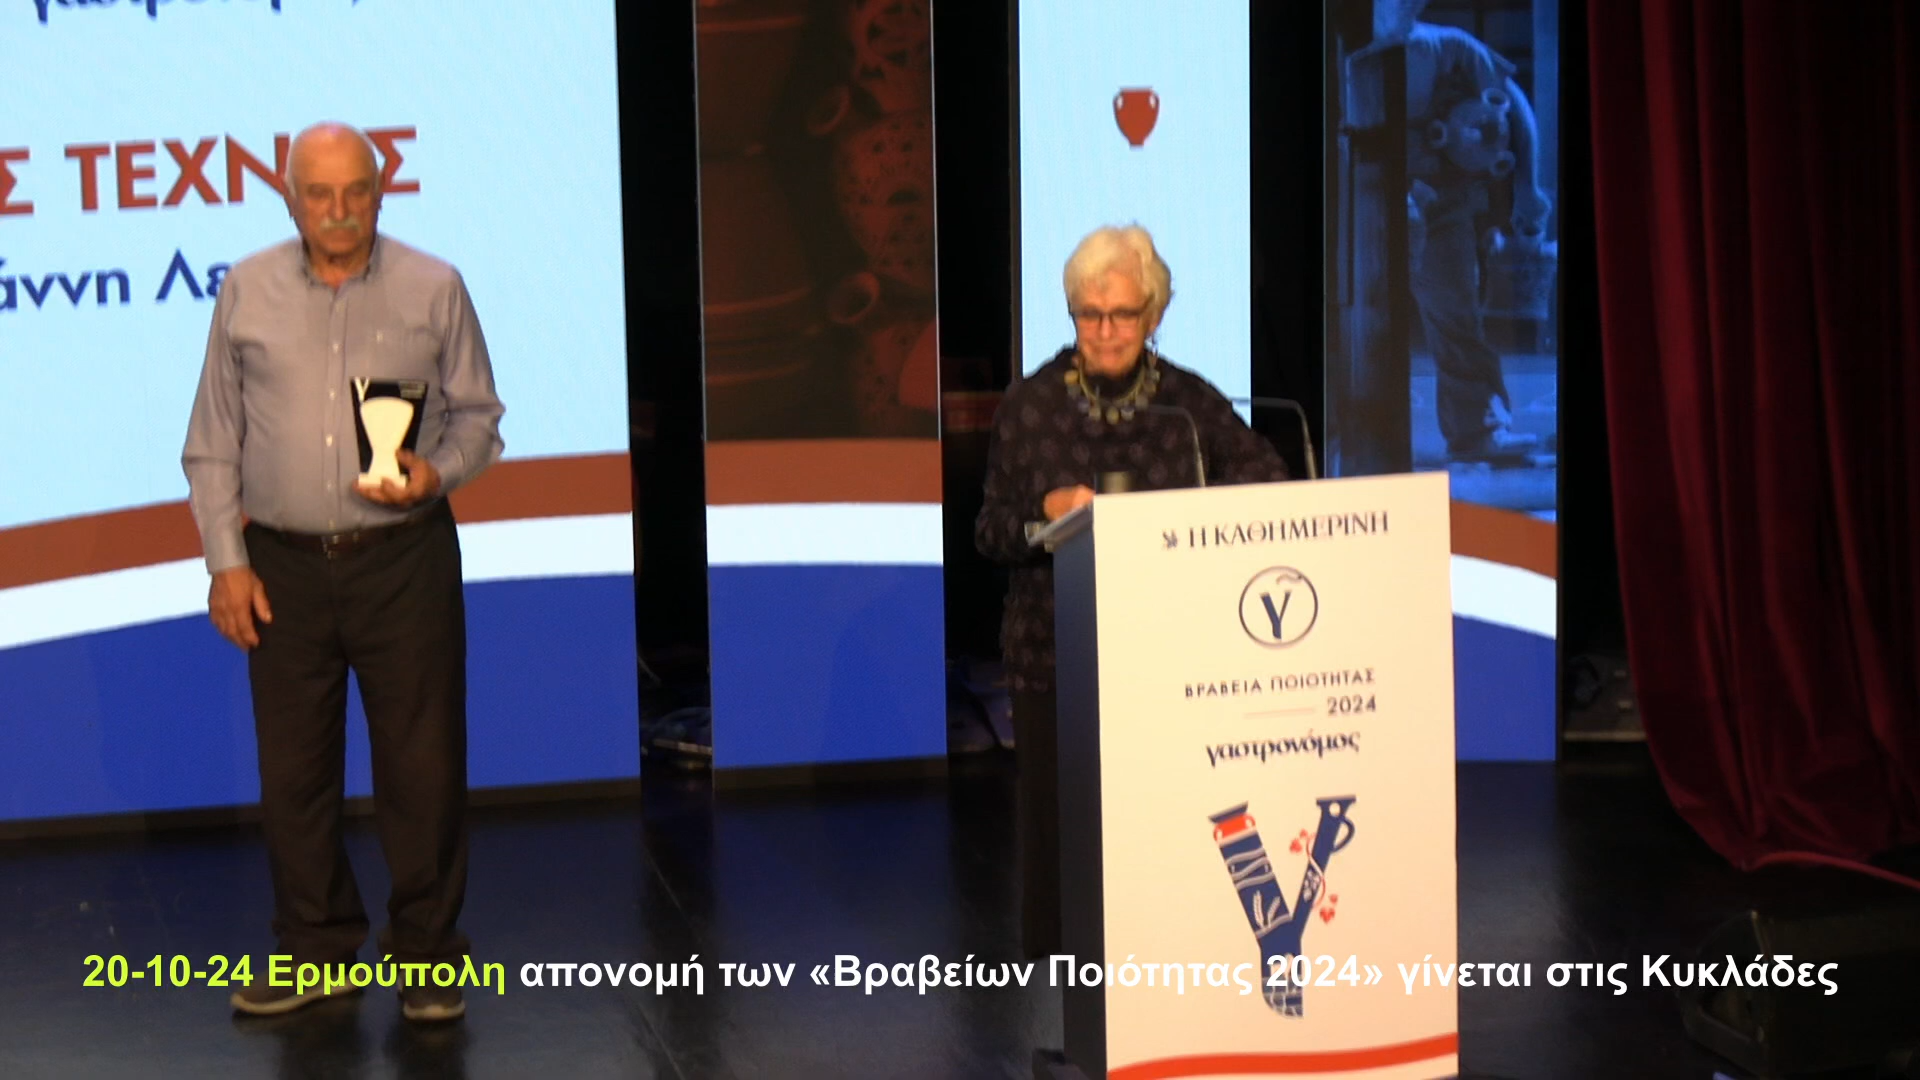 γαστρονόμος
Σ ΤΕΧΝ Σ
άννη Λε
Η ΚΑΘΗΜΕΡΙΝΗ
γ
ΒΡΑΒΕΙΑ ΠΟΙΟΤΗΤΑΣ
2024
γαστρονόμος
20-10-24 Ερμούπολη απονομή των «Βραβείων Ποιότητας 2024» γίνεται στις Κυκλάδες